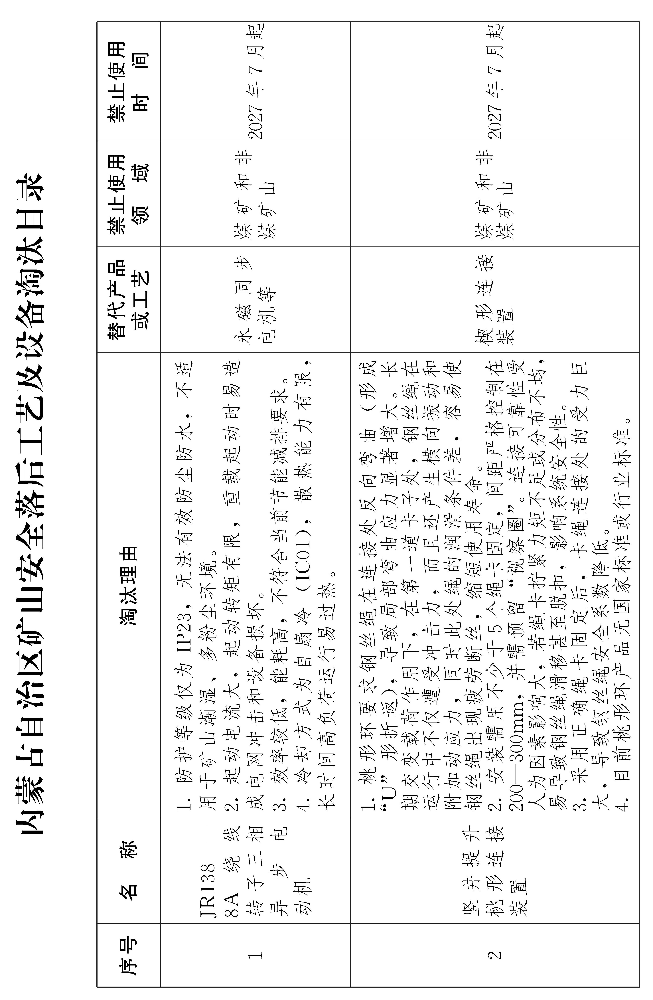 内蒙古自治区矿山安全落后工艺及设备淘汰目录
序号
名 称
淘汰理由
替代产品
或工艺
禁止使用
领 域
禁止使用
时 间
1
JR138—
8A 绕线
转子三相
异步电
动机
1. 防护等级仅为 IP23，无法有效防尘防水，不适
用于矿山潮湿、多粉尘环境。
2. 起动电流大，起动转矩有限，重载起动时易造
成电网冲击和设备损坏。
3. 效率较低，能耗高，不符合当前节能减排要求。
4. 冷却方式为自扇冷（IC01），散热能力有限，
长时间高负荷运行易过热。
永磁同步
电机等
煤矿和非
煤矿山
2027 年 7 月起
2
竖井提升
桃形连接
装置
1. 桃形环要求钢丝绳在连接处反向弯曲（形成
“U”形折返），导致局部弯曲应力显著增大。长
期交变载荷作用下，在第一道卡子处，钢丝绳在
运行中不仅遭受冲击力，而且还产生横向振动和
附加动应力，同时此处绳的润滑条件差，容易使
钢丝绳出现疲劳断丝，缩短使用寿命。
2. 安装需用不少于 5 个绳卡固定，间距严格控制在
200—300mm，并需预留“视察圈”。连接可靠性受
人为因素影响大，若绳卡拧紧力矩不足或分布不均，
易导致钢丝绳滑移甚至脱扣，影响系统安全性。
3. 采用正确绳卡固定后，卡绳连接处的受力巨
大，导致钢丝绳安全系数降低。
4. 目前桃形环产品无国家标准或行业标准。
楔形连接
装置
煤矿和非
煤矿山
2027 年 7 月起